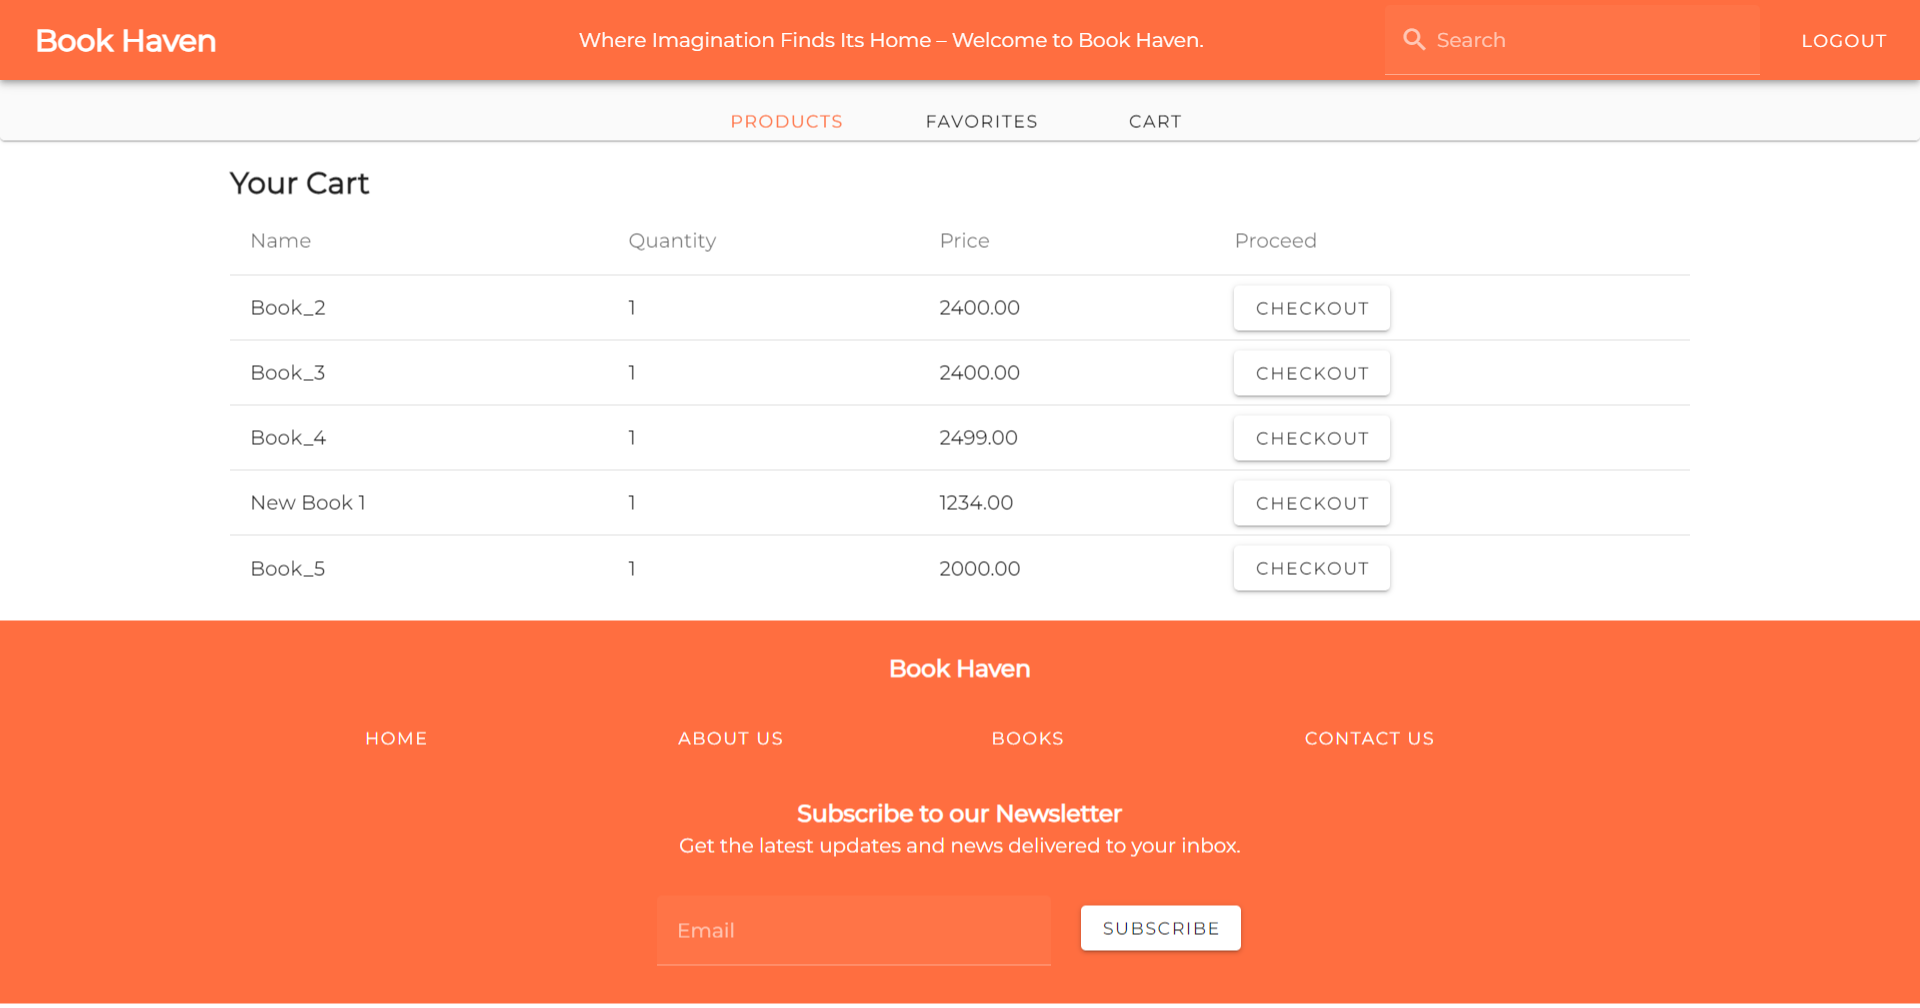 Book Haven
Where Imagination Finds Its Home – Welcome to Book Haven.
Search
LOGOUT
PRODUCTS FAVORITES CART
Your Cart
Name Quantity Price Proceed
Book_2 1 2400.00 CHECKOUT
Book_3 1 2400.00 CHECKOUT
Book_4 1 2499.00 CHECKOUT
New Book 1 1 1234.00 CHECKOUT
Book_5 1 2000.00 CHECKOUT
Book Haven
HOME ABOUT US BOOKS CONTACT US
Subscribe to our Newsletter
Get the latest updates and news delivered to your inbox.
Email SUBSCRIBE